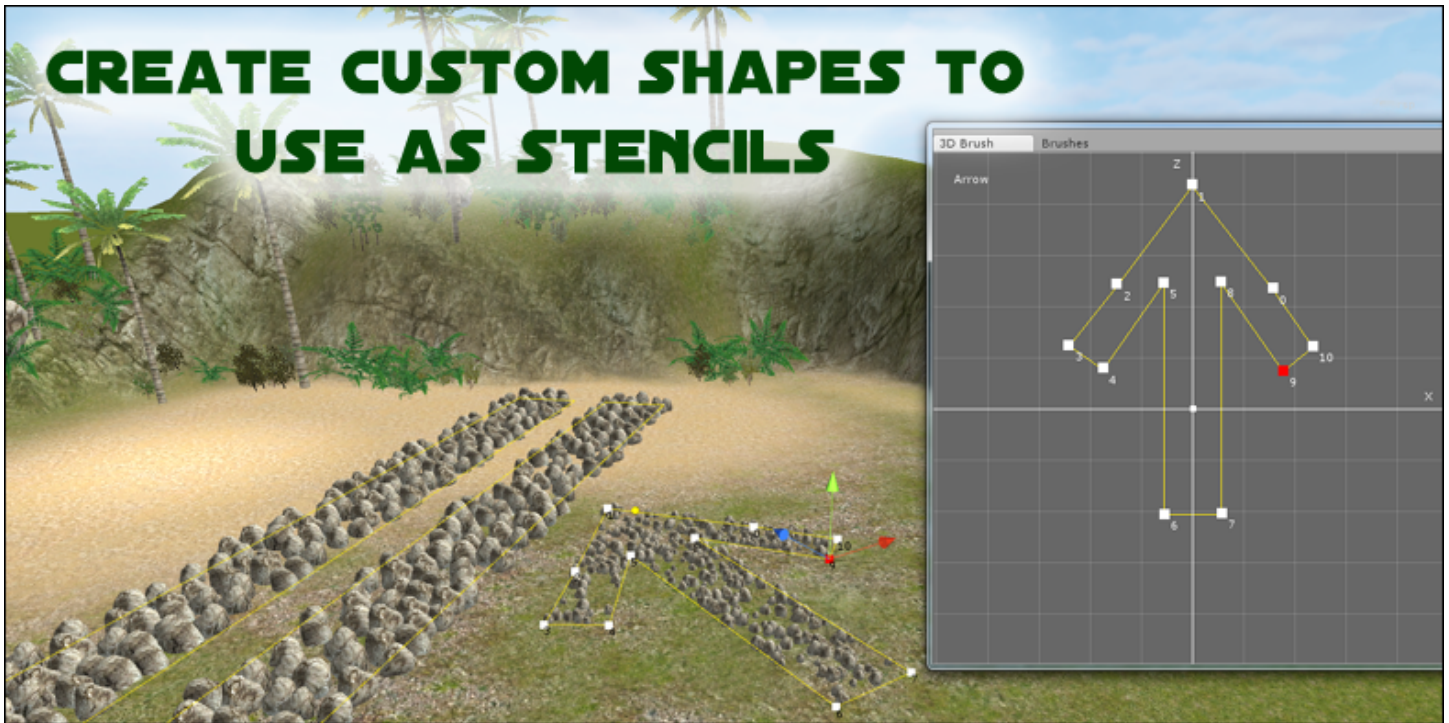 CREATE CUSTOM SHAPES TO
USE AS STENCILS
3D Brush Brushes
Z
Arrow
1
2 5 8 0
3 10
4 9
X
6 7
10